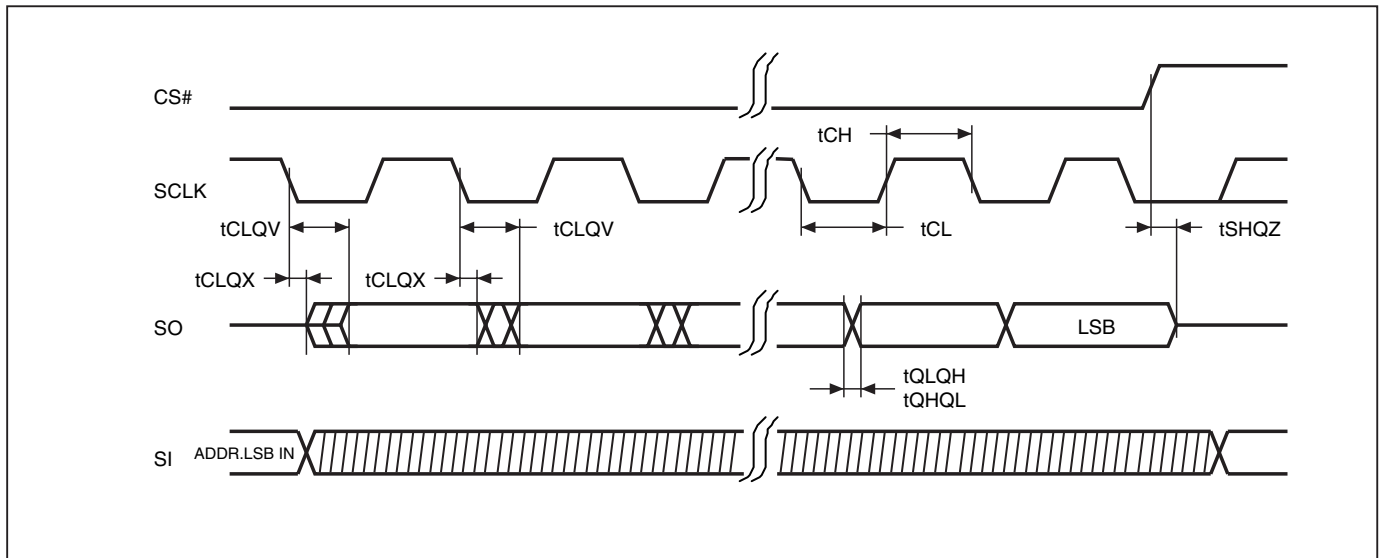 CS#
tCH
SCLK
tCLQV
tCLQV
tCL
tSHQZ
tCLQX
tCLQX
SO
LSB
tQLQH
tQHQL
SI
ADDR.LSB IN